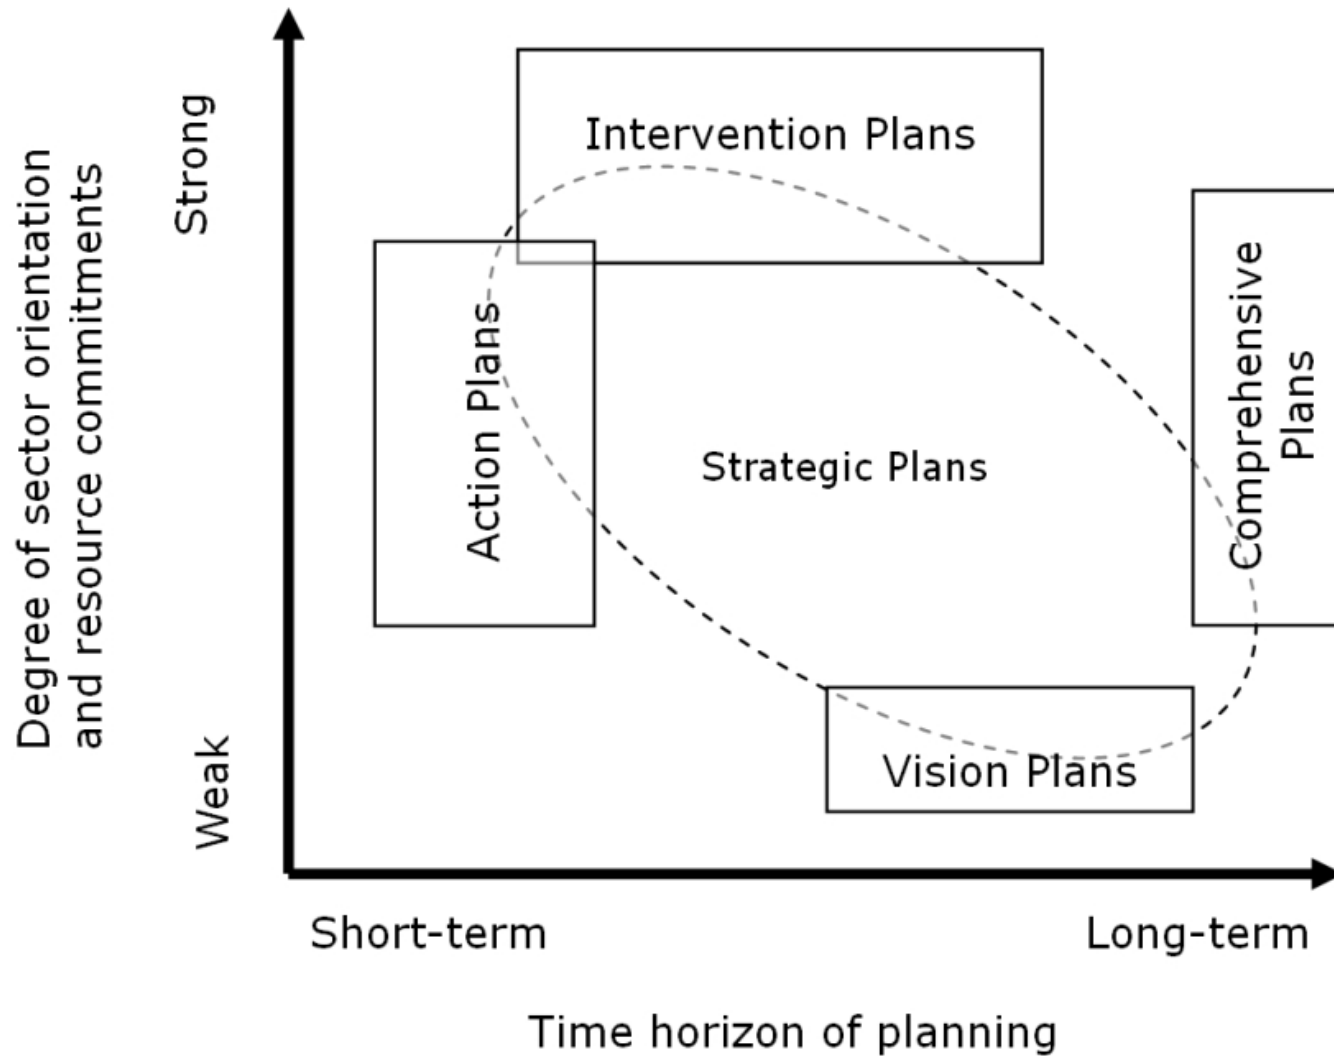 Degree of sector orientation
and resource commitments
Strong
Weak
Intervention Plans
Action Plans
Strategic Plans
Comprehensive
Plans
Vision Plans
Short-term
Long-term
Time horizon of planning